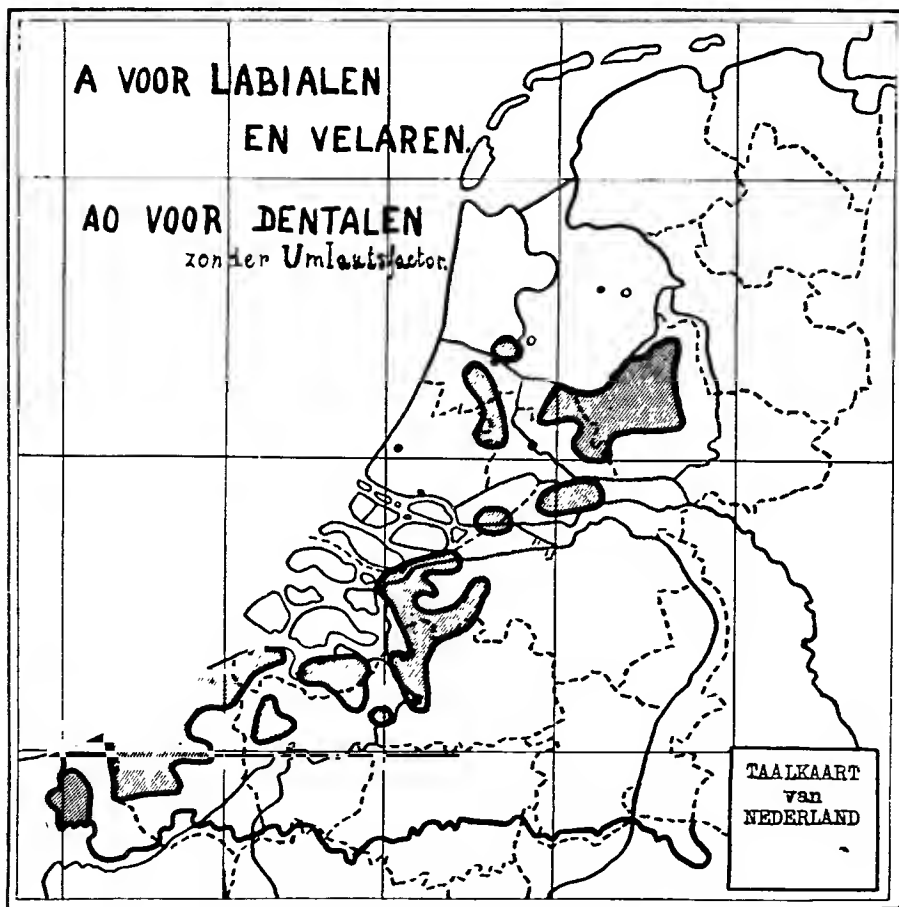 A VOOR LABIALEN
EN VELAREN.
AO VOOR DENTALEN
zonder Umlautsfactor.
TAALKAART
van
NEDERLAND